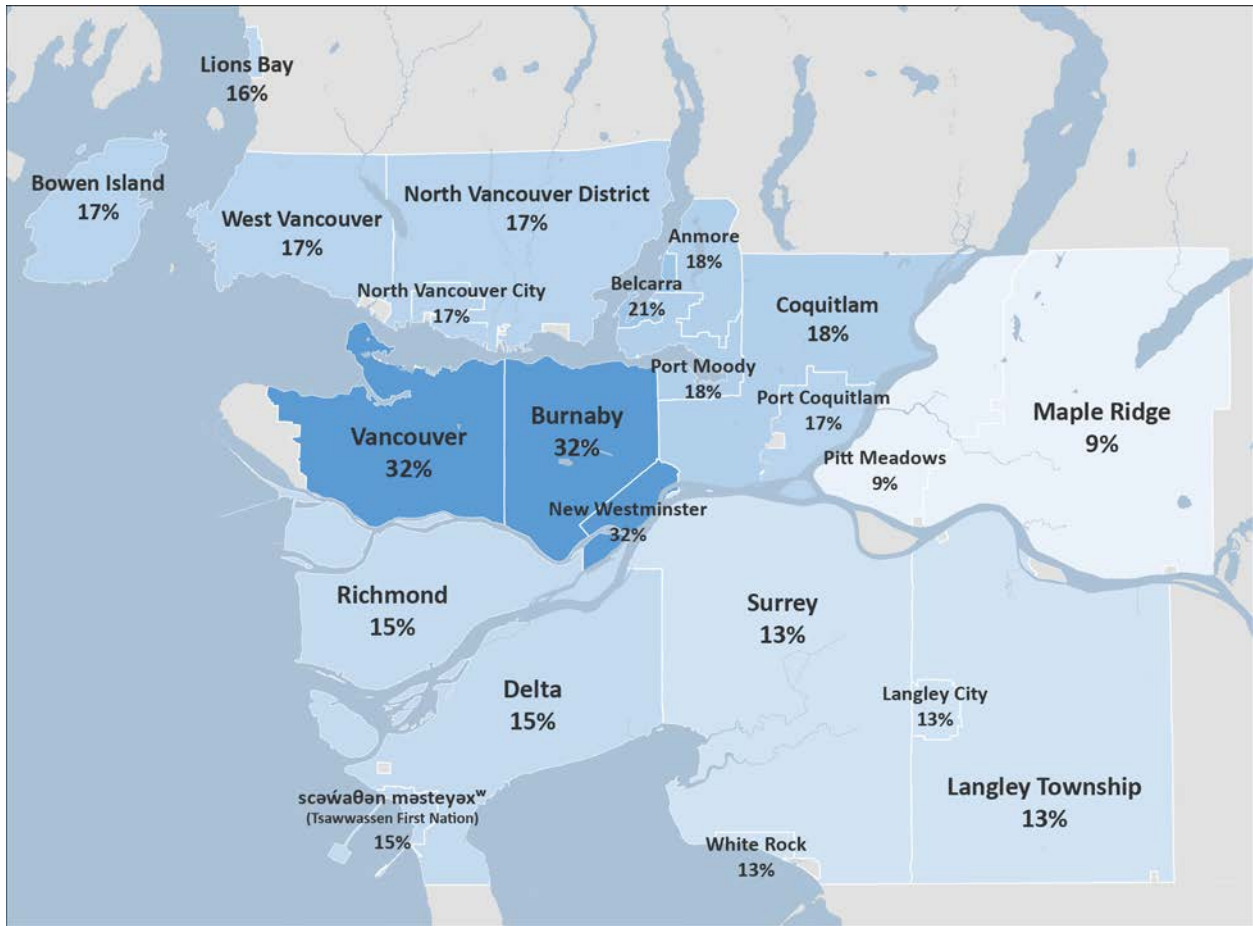 Lions Bay
16%
Bowen Island
17%
West Vancouver
17%
North Vancouver District
17%
North Vancouver City
17%
Anmore
18%
Belcarra
21%
Coquitlam
18%
Port Moody
18%
Port Coquitlam
17%
Vancouver
32%
Burnaby
32%
New Westminster
32%
Pitt Meadows
9%
Maple Ridge
9%
Richmond
15%
Surrey
13%
Delta
15%
Langley City
13%
Langley Township
13%
scəẃaθən məsteyəxʷ
(Tsawwassen First Nation)
15%
White Rock
13%